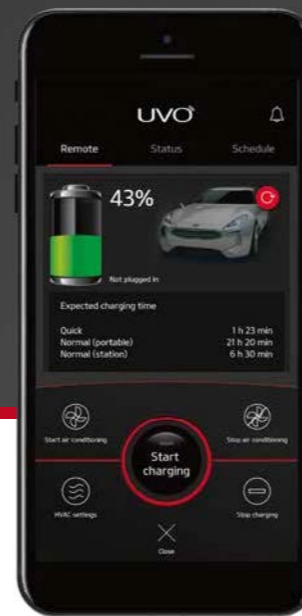 UVO
Remote Status Schedule
43%
Not plugged in
Expected charging time
Quick 1 h 23 min
Normal (portable) 21 h 20 min
Normal (station) 6 h 30 min
Start air conditioning Stop air conditioning
Start
charging
HVAC settings Stop charging
Close